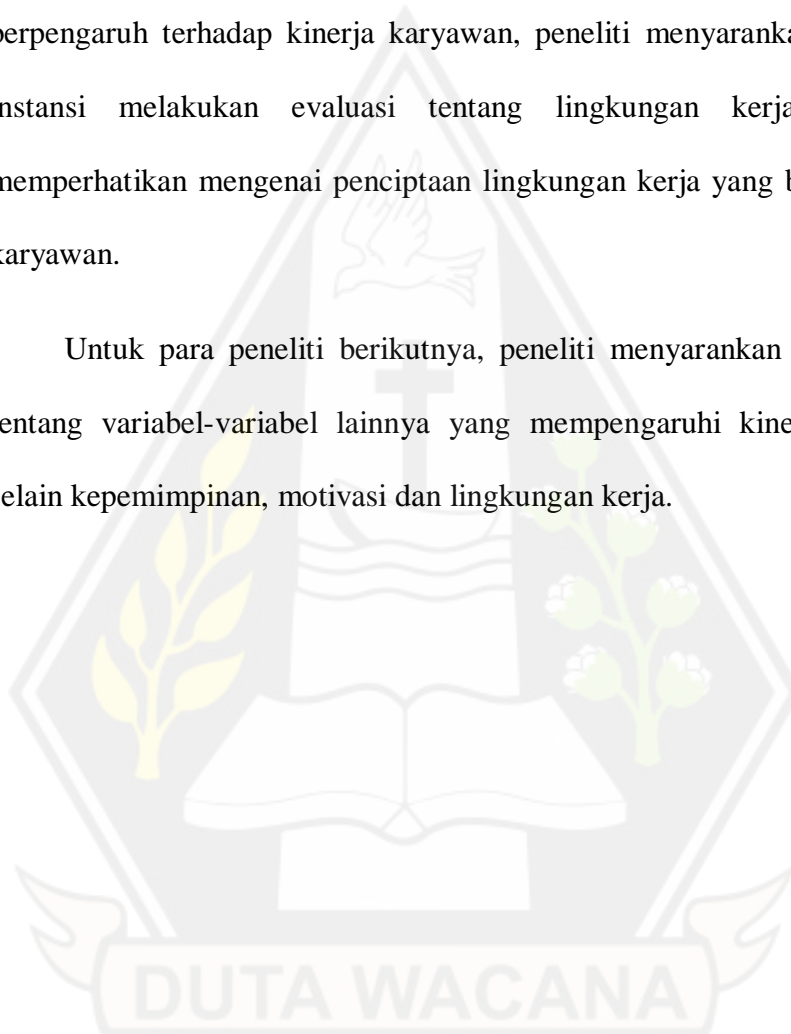 berpengaruh terhadap kinerja karyawan, peneliti menyaranka
nstansi melakukan evaluasi tentang lingkungan kerja
memperhatikan mengenai penciptaan lingkungan kerja yang b
karyawan.
Untuk para peneliti berikutnya, peneliti menyarankan
entang variabel-variabel lainnya yang mempengaruhi kine
selain kepemimpinan, motivasi dan lingkungan kerja.
DUTA WACANA